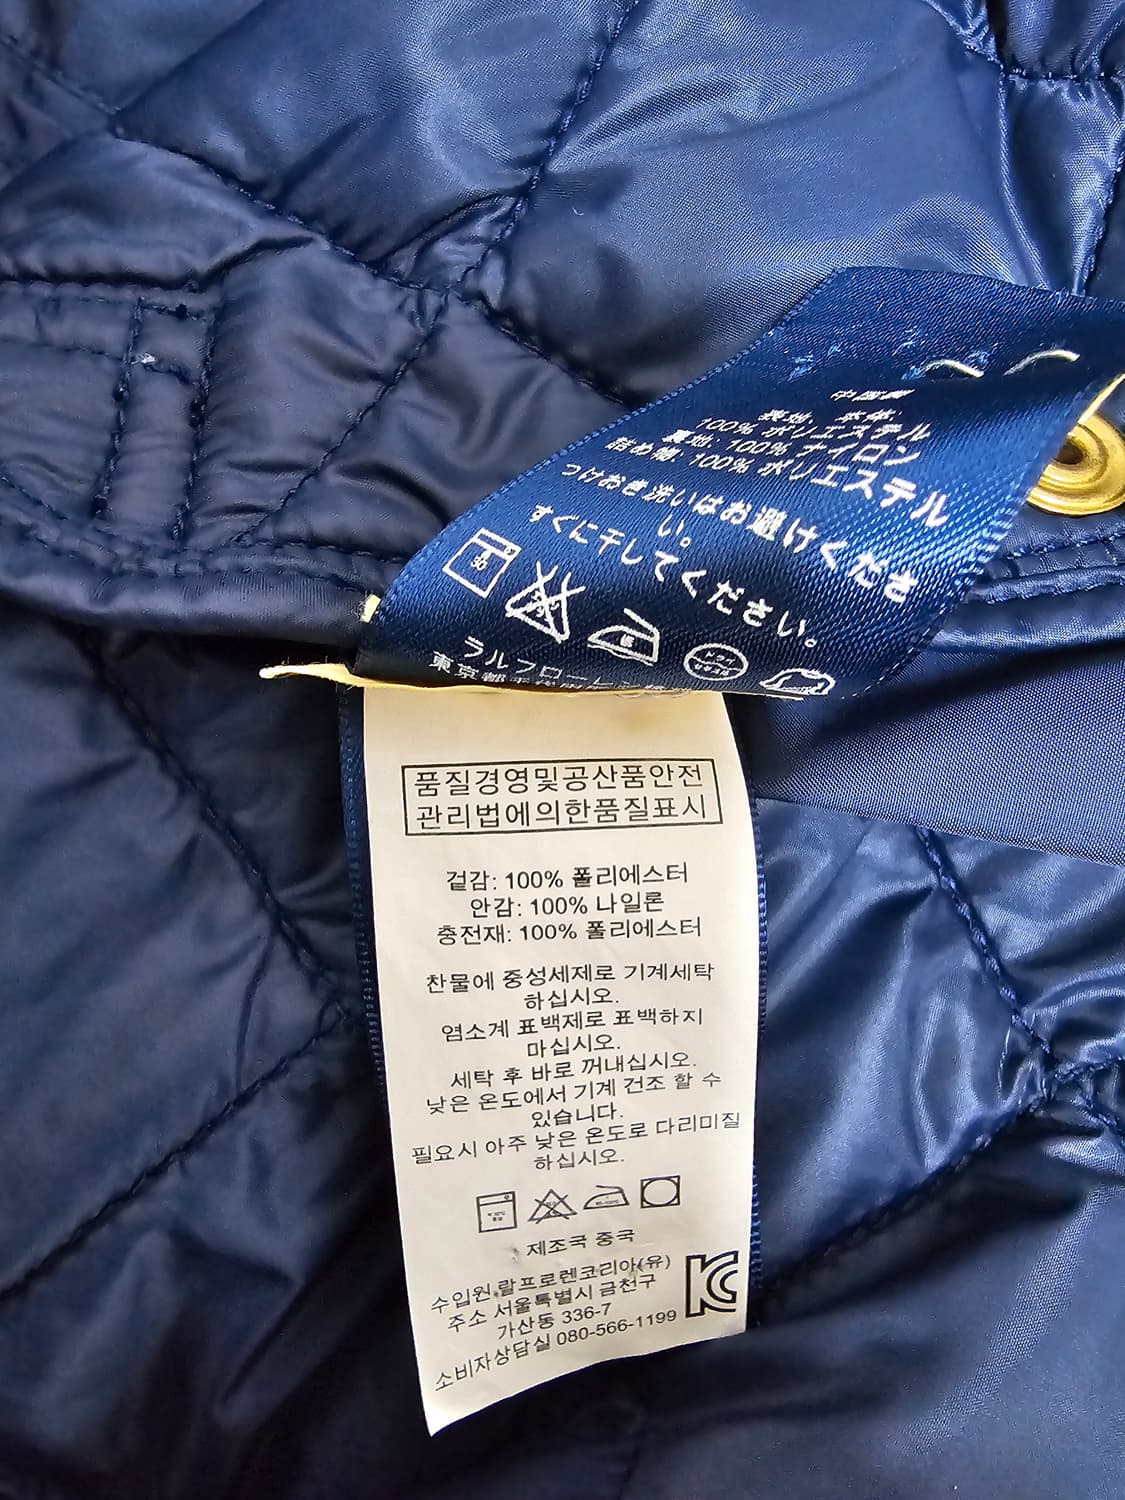 中国製
表地: 本体:
100% ポリエステル
裏地: 100% ナイロン
詰め物: 100% ポリエステル
つけおき洗いはお避けくださ
い。
すぐに干してください。
ラルフローレン
東京都
품질경영및공산품안전
관리법에의한품질표시
겉감: 100% 폴리에스터
안감: 100% 나일론
충전재: 100% 폴리에스터
찬물에 중성세제로 기계세탁
하십시오.
염소계 표백제로 표백하지
마십시오.
세탁 후 바로 꺼내십시오.
낮은 온도에서 기계 건조 할 수
있습니다.
필요시 아주 낮은 온도로 다리미질
하십시오.
제조국 중국
수입원.랄프로렌코리아(유)
주소 서울특별시 금천구
가산동 336-7
소비자상담실 080-566-1199